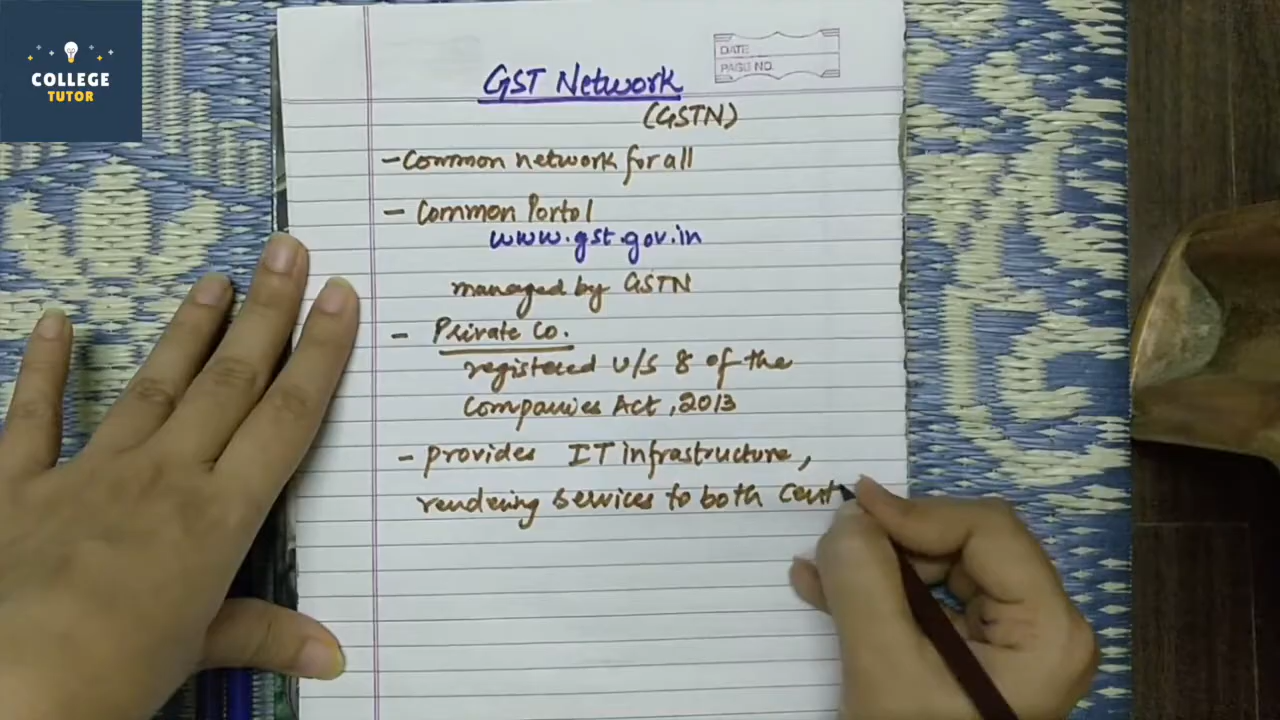 COLLEGE
TUTOR
DATE
PAGE NO.
GST Network
(GSTN)
- Common network for all
- Common Portal
www.gst.gov.in
managed by GSTN
- Private Co.
registered U/S 8 of the
Companies Act, 2013
- provides IT infrastructure,
rendering services to both Cent